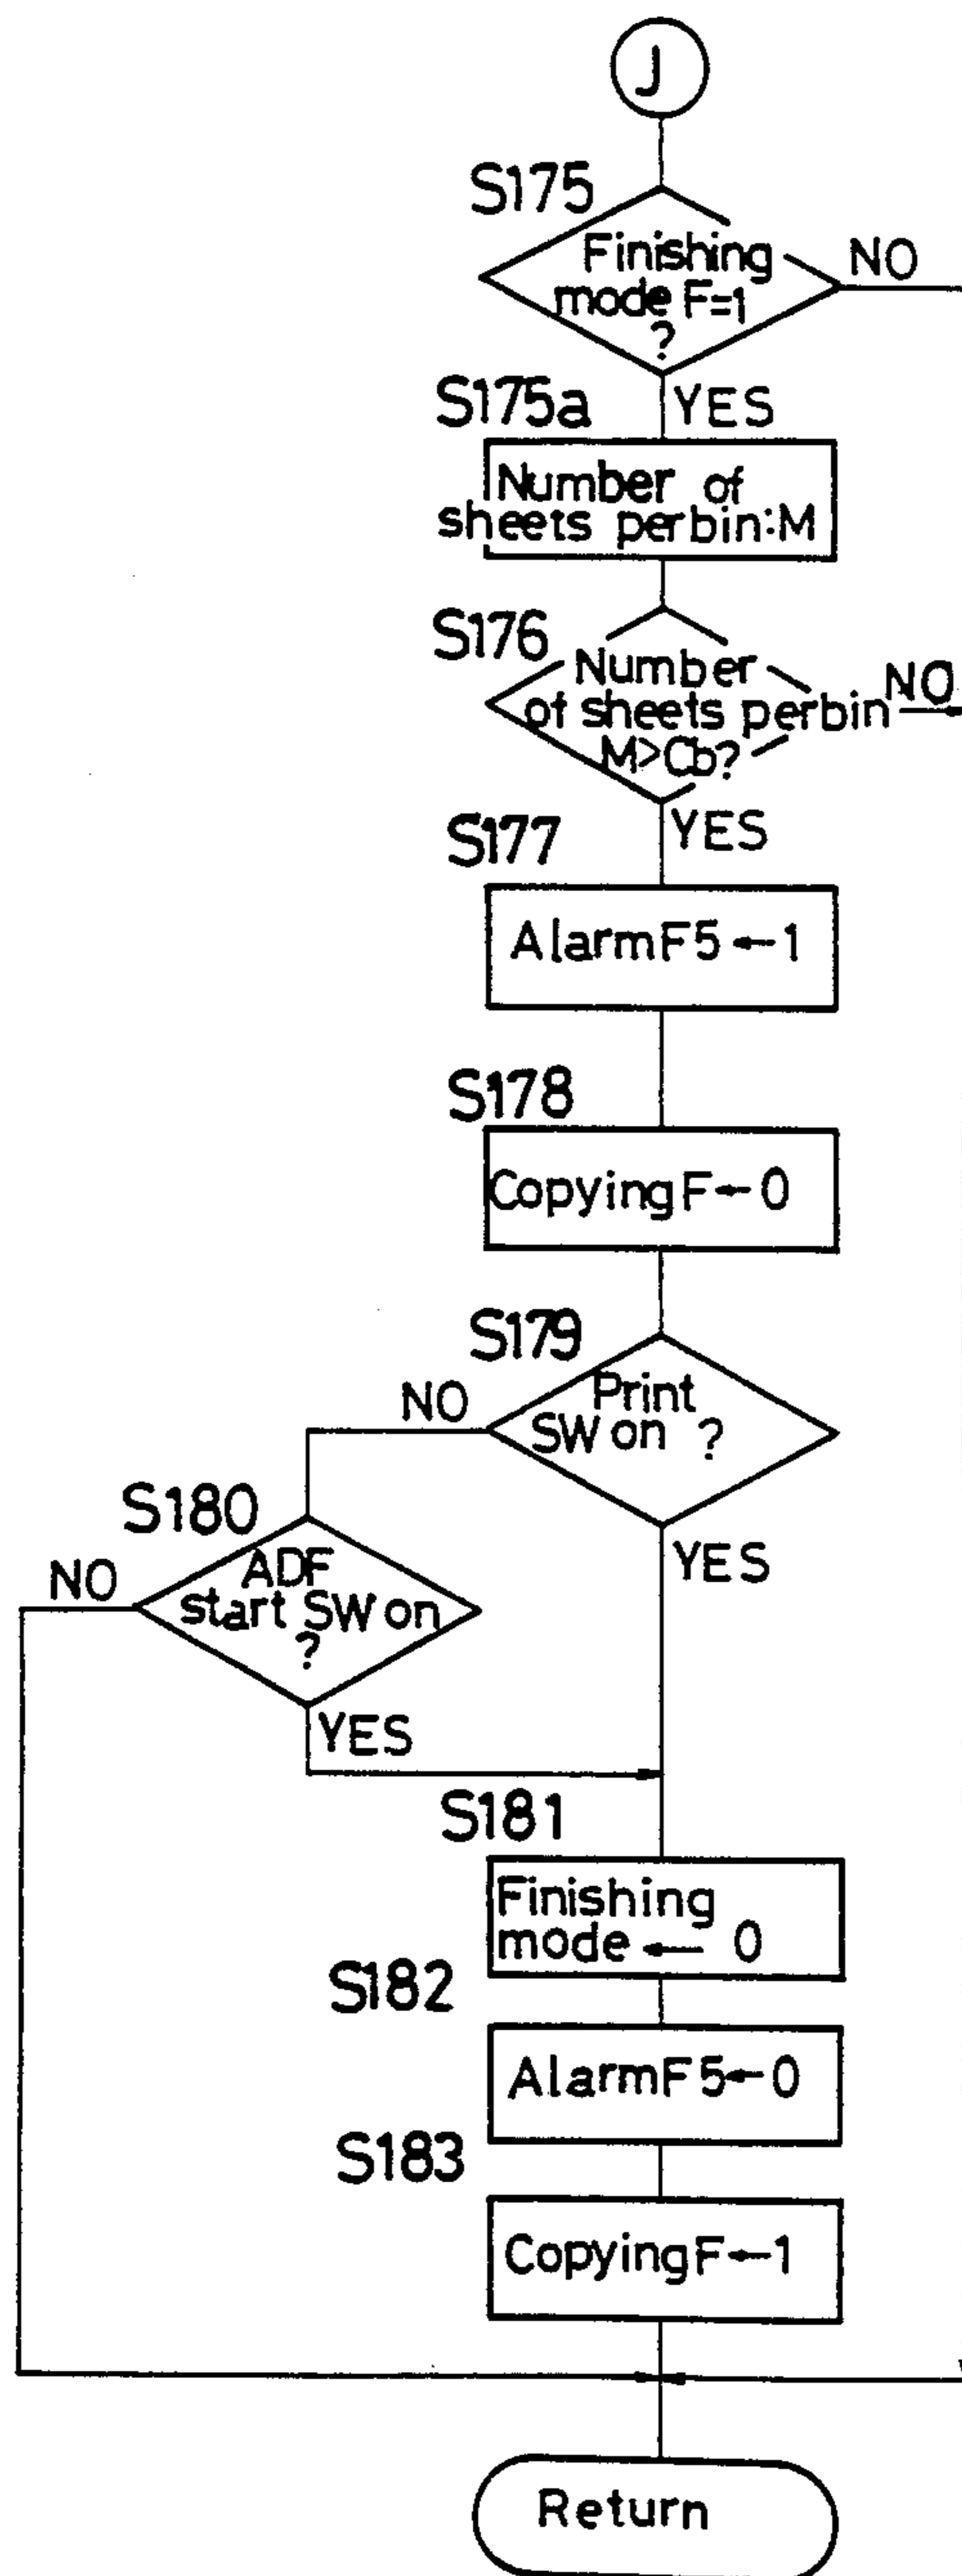 J
S175
Finishing
mode F=1
?
NO
YES
S175a
Number of
sheets perbin:M
S176
Number
of sheets perbin
M>Cb?
NO
YES
S177
AlarmF5←1
S178
CopyingF←0
S179
Print
SW on ?
NO
YES
S180
ADF
start SW on
?
NO
YES
S181
Finishing
mode ← 0
S182
AlarmF5←0
S183
CopyingF←1
Return